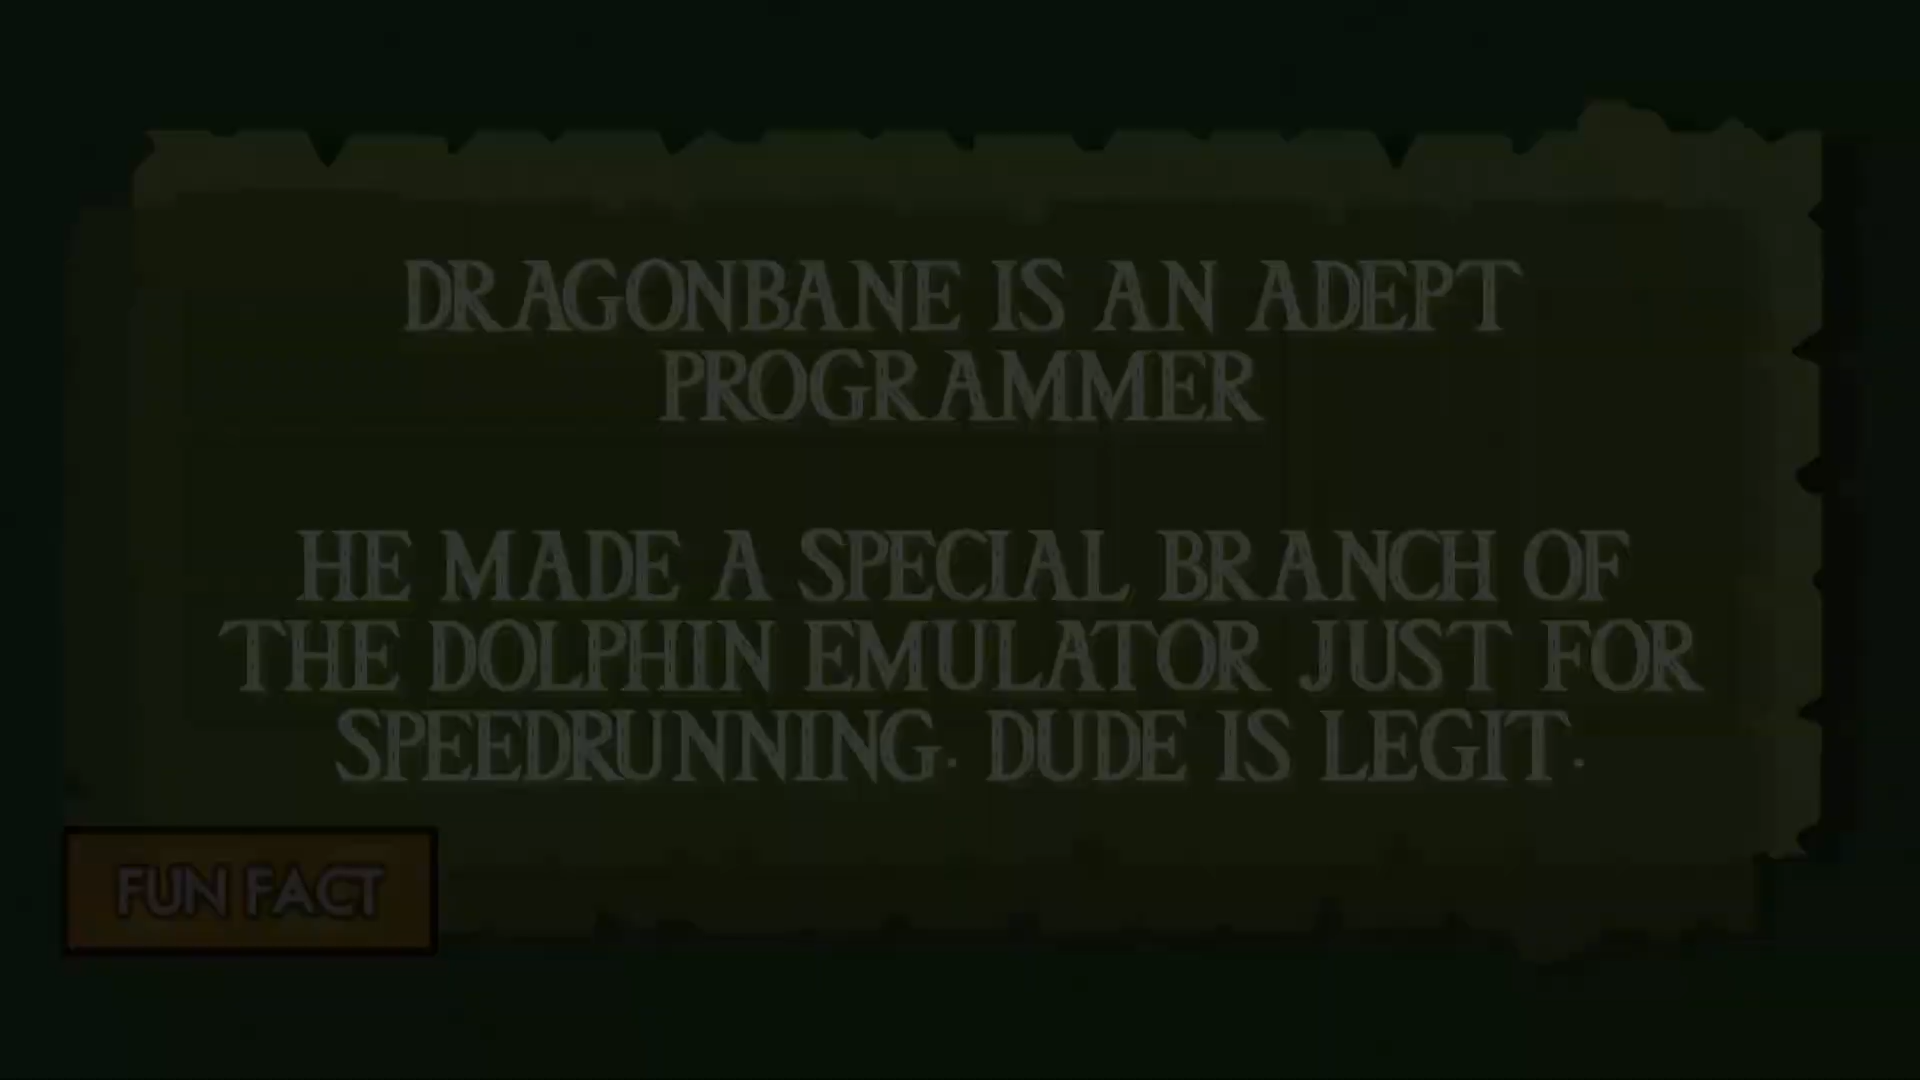 DRAGONBANE IS AN ADEPT
PROGRAMMER
HE MADE A SPECIAL BRANCH OF
THE DOLPHIN EMULATOR JUST FOR
SPEEDRUNNING. DUDE IS LEGIT.
FUN FACT